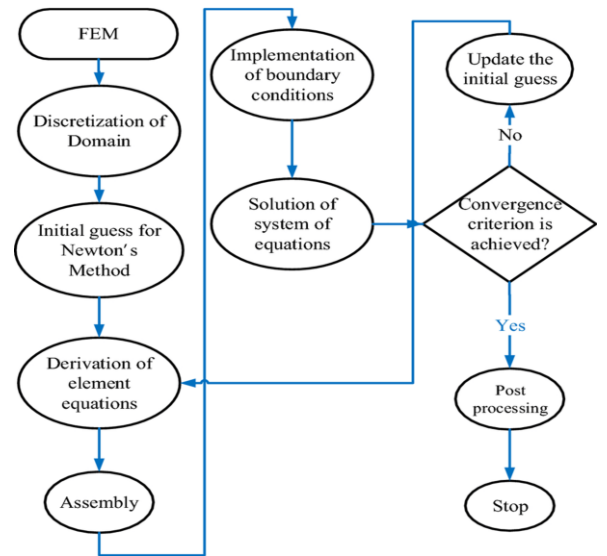 FEM
Discretization of
Domain
Initial guess for
Newton's
Method
Derivation of
element
equations
Assembly
Implementation
of boundary
conditions
Solution of
system of
equations
Update the
initial guess
No
Convergence
criterion is
achieved?
Yes
Post
processing
Stop